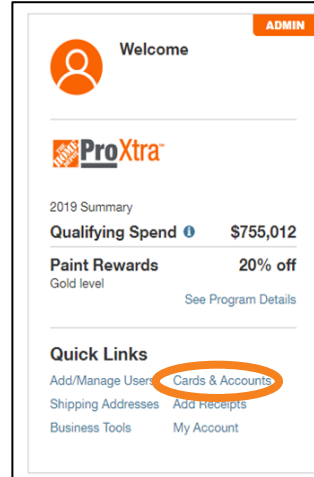 ADMIN
Welcome
THE HOME DEPOT ProXtra™
2019 Summary
Qualifying Spend i $755,012
Paint Rewards 20% off
Gold level
See Program Details
Quick Links
Add/Manage Users Cards & Accounts
Shipping Addresses Add Receipts
Business Tools My Account